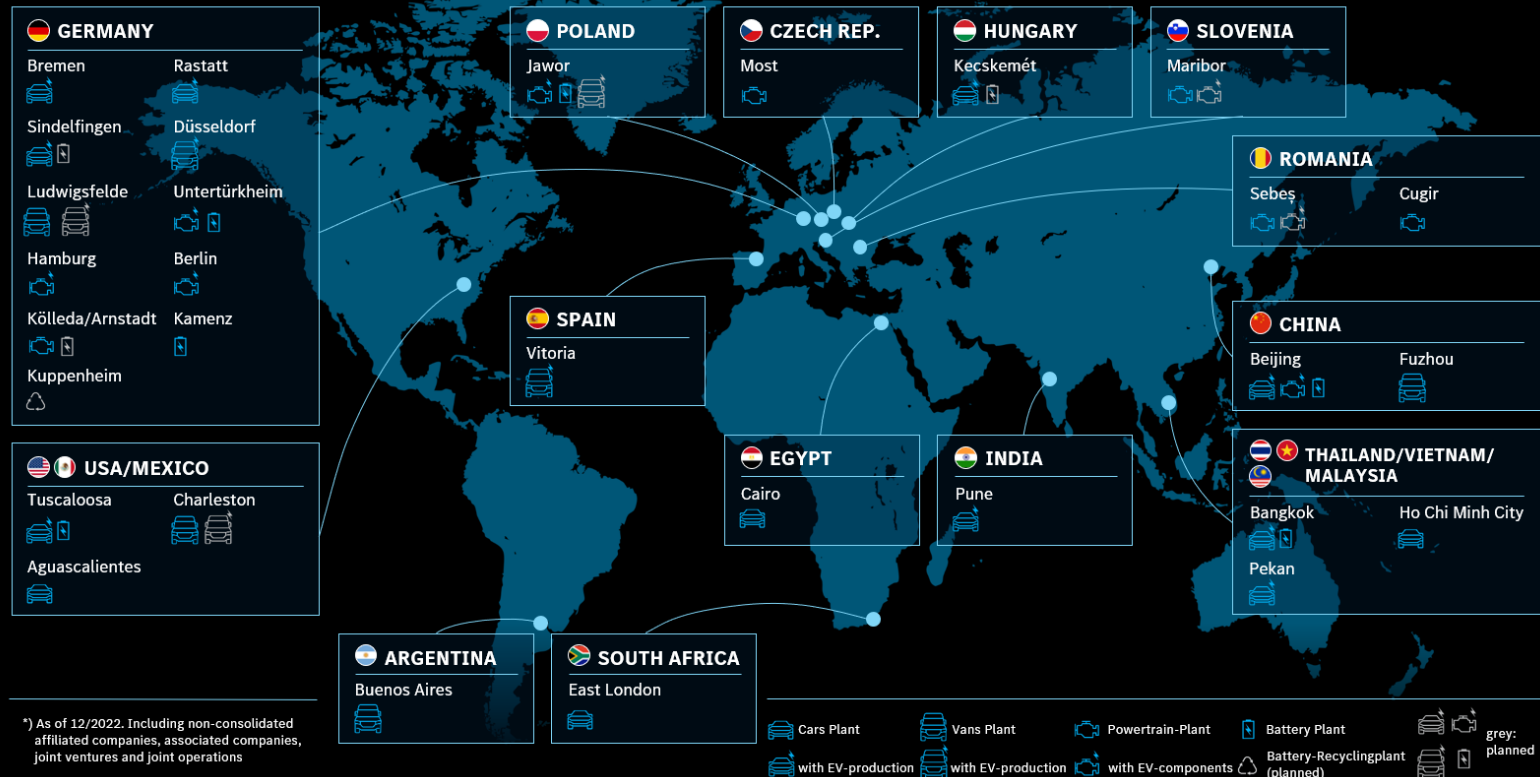 GERMANY
Bremen
Rastatt
Sindelfingen
Düsseldorf
Ludwigsfelde
Untertürkheim
Hamburg
Berlin
Kölleda/Arnstadt
Kamenz
Kuppenheim
POLAND
Jawor
CZECH REP.
Most
HUNGARY
Kecskemét
SLOVENIA
Maribor
ROMANIA
Sebeş
Cugir
SPAIN
Vitoria
CHINA
Beijing
Fuzhou
USA/MEXICO
Tuscaloosa
Charleston
Aguascalientes
EGYPT
Cairo
INDIA
Pune
THAILAND/VIETNAM/
MALAYSIA
Bangkok
Ho Chi Minh City
Pekan
ARGENTINA
Buenos Aires
SOUTH AFRICA
East London
*) As of 12/2022. Including non-consolidated
affiliated companies, associated companies,
joint ventures and joint operations
Cars Plant
Vans Plant
Powertrain-Plant
Battery Plant
grey:
planned
with EV-production
with EV-production
with EV-components
Battery-Recyclingplant
(planned)